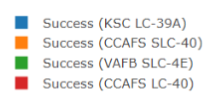 Success (KSC LC-39A)
Success (CCAFS SLC-40)
Success (VAFB SLC-4E)
Success (CCAFS LC-40)